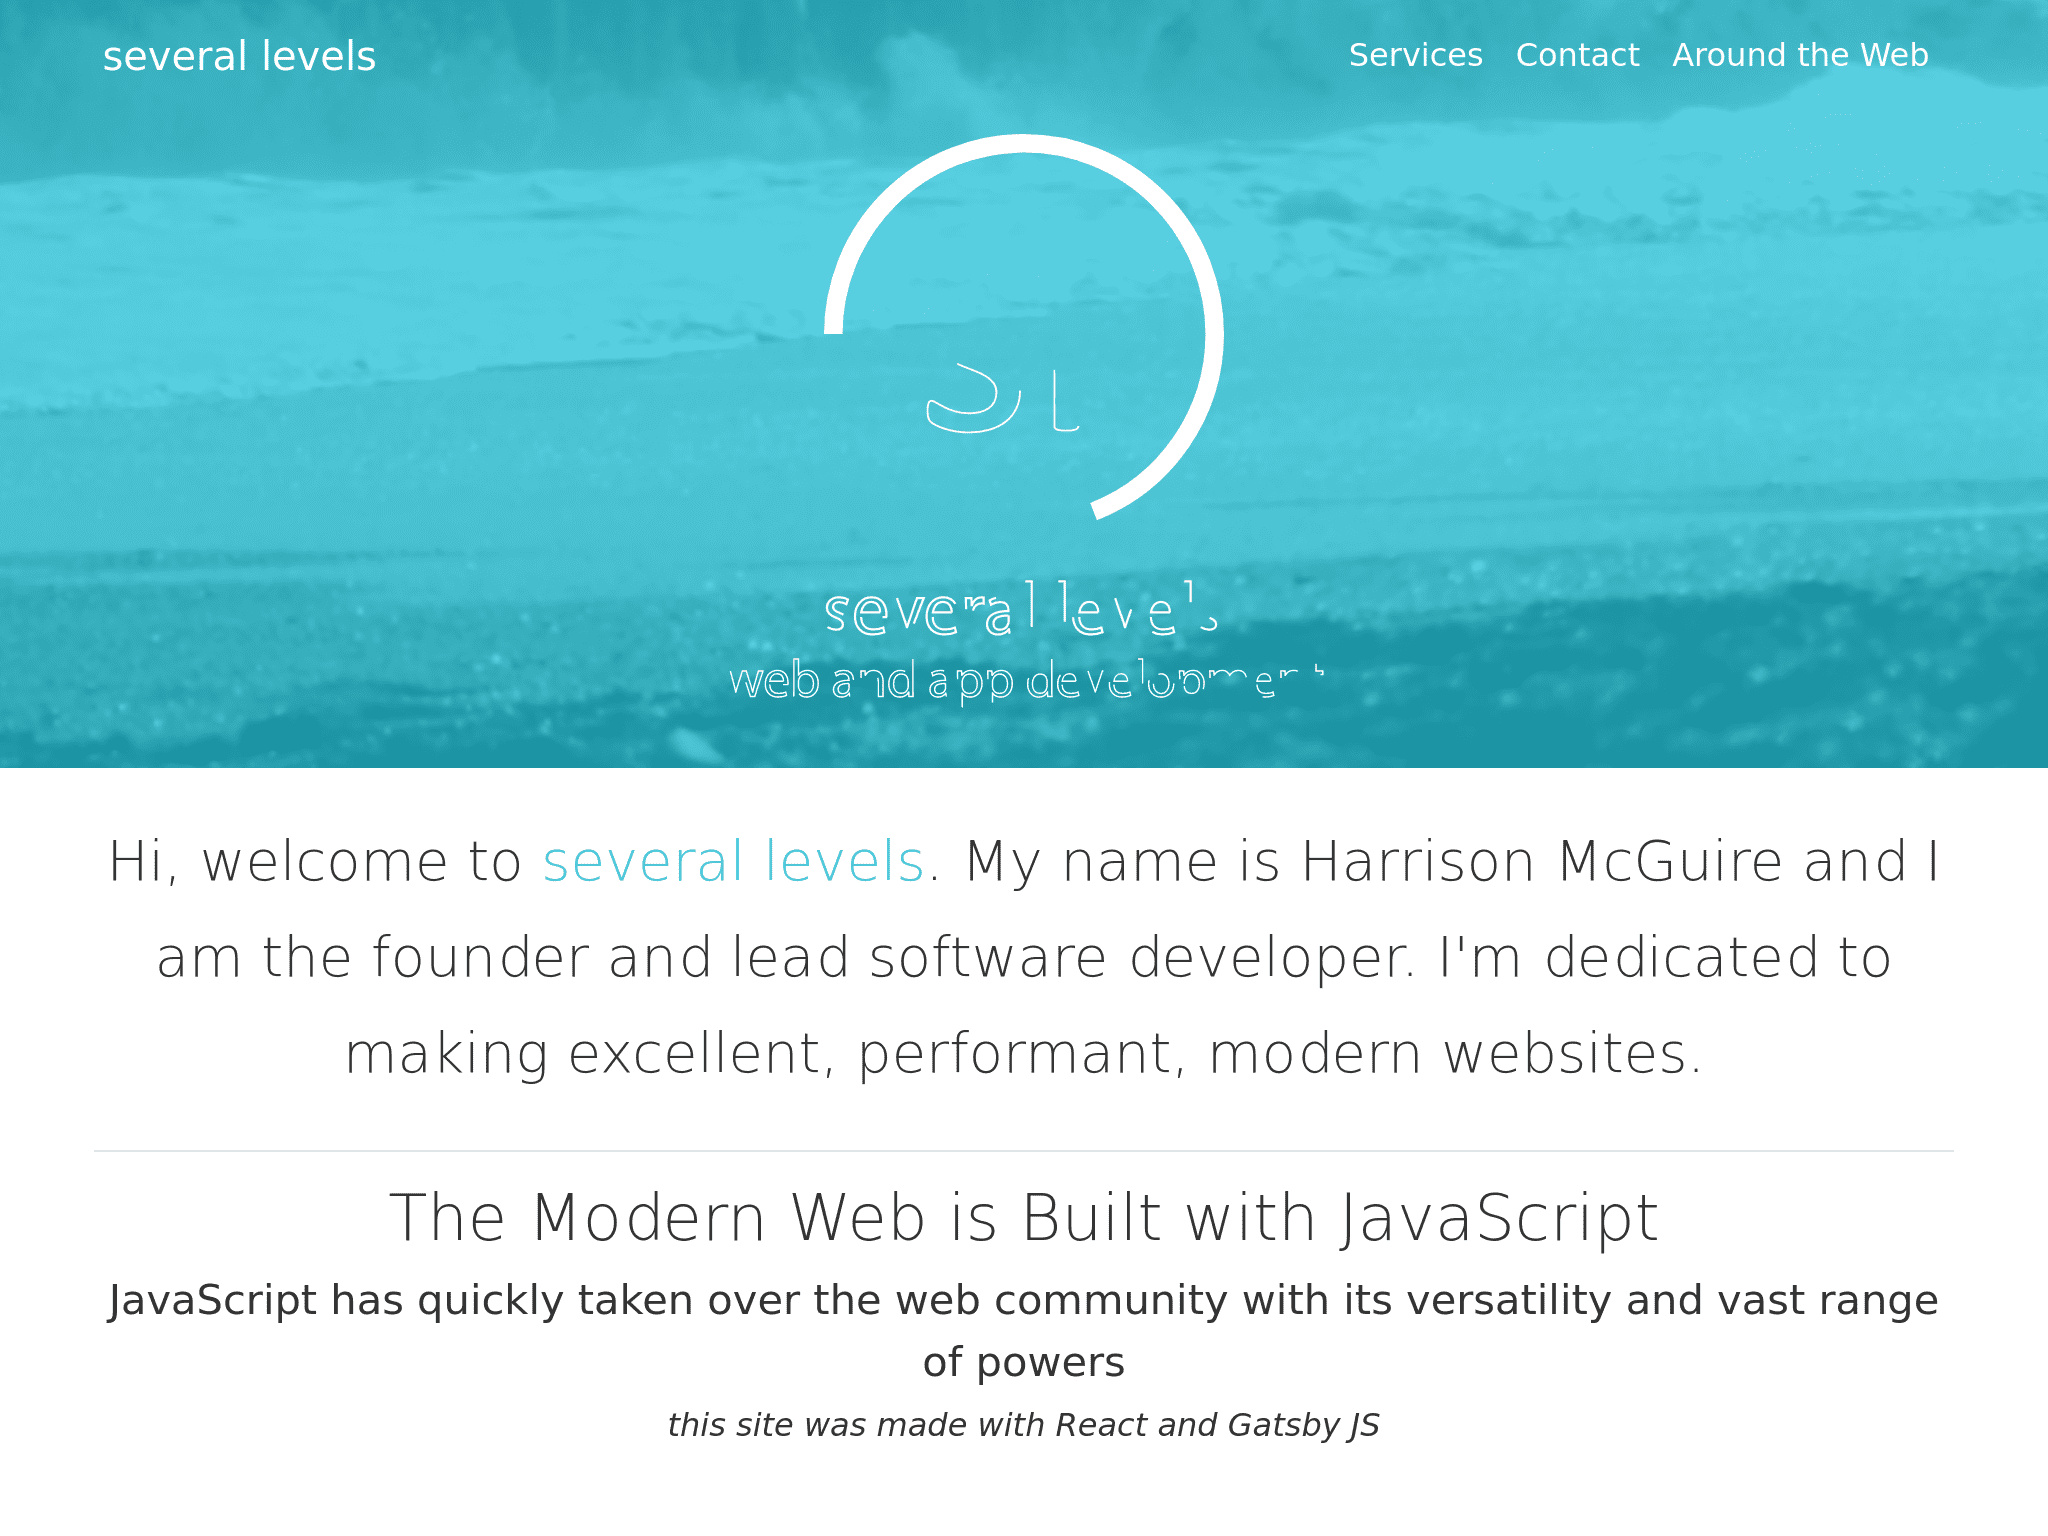 several levels
Services Contact Around the Web
several levels
web and app development
Hi, welcome to several levels. My name is Harrison McGuire and I
am the founder and lead software developer. I'm dedicated to
making excellent, performant, modern websites.
The Modern Web is Built with JavaScript
JavaScript has quickly taken over the web community with its versatility and vast range
of powers
this site was made with React and Gatsby JS